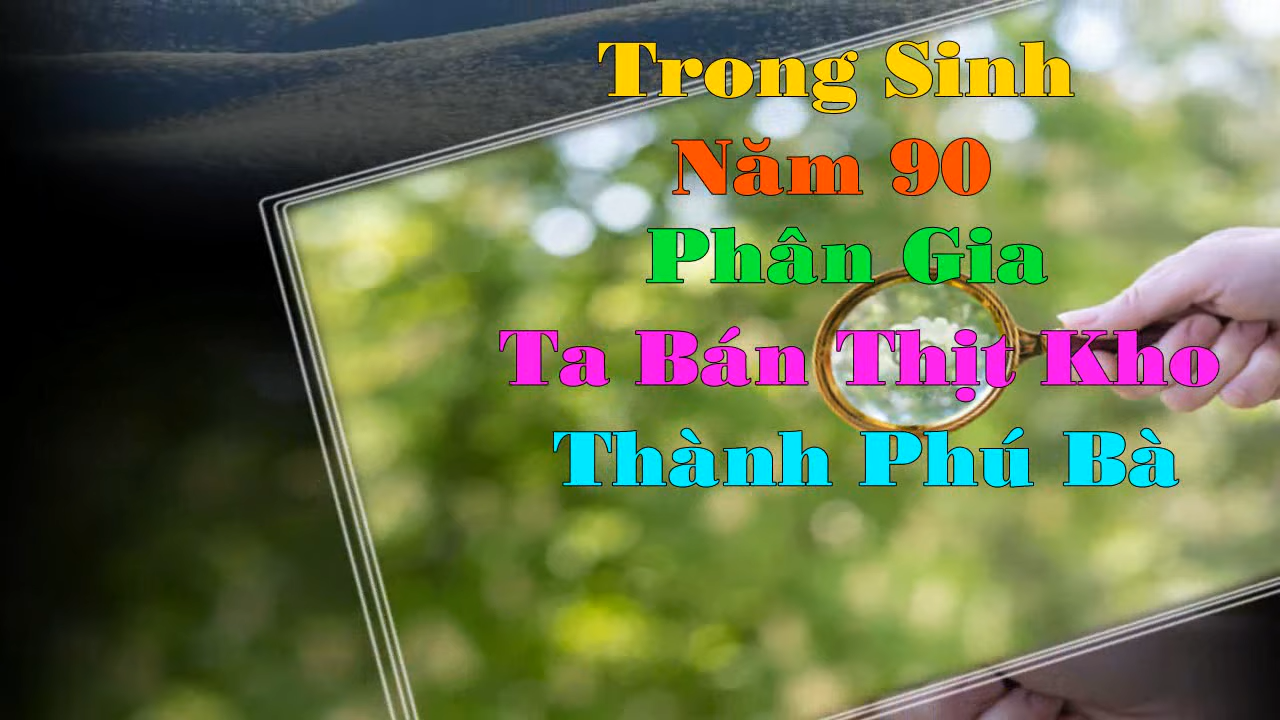 Trong Sinh
Năm 90
Phân Gia
Ta Bán Thịt Kho
Thành Phú Bà